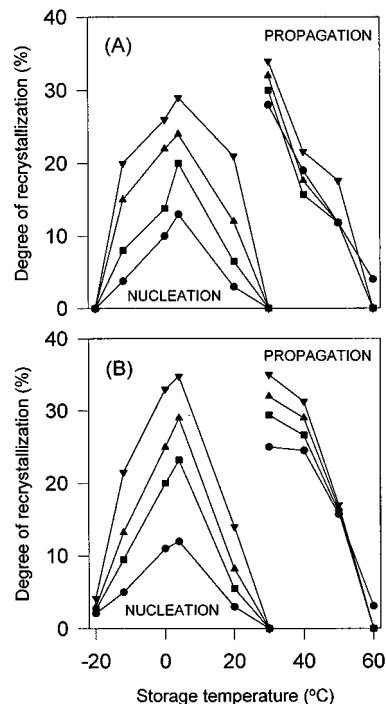 (A)
PROPAGATION
40
30
20
10
0
Degree of recrystallization (%)
NUCLEATION
(B)
PROPAGATION
40
30
20
10
0
Degree of recrystallization (%)
NUCLEATION
-20 0 20 40 60
Storage temperature (ºC)